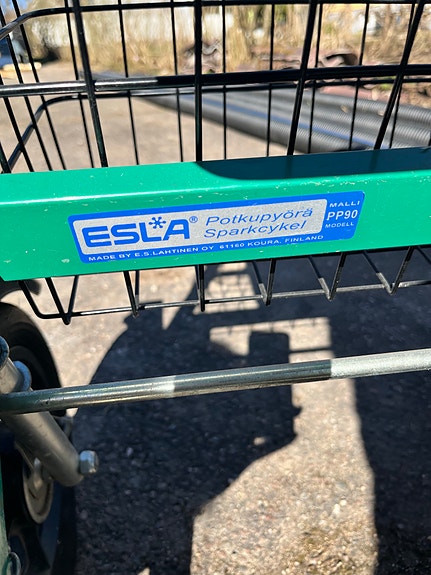 ESLA® Potkupyörä
Sparkcykel
MALLI
PP90
MODELL
MADE BY E.S.LAHTINEN OY 61160 KOURA, FINLAND